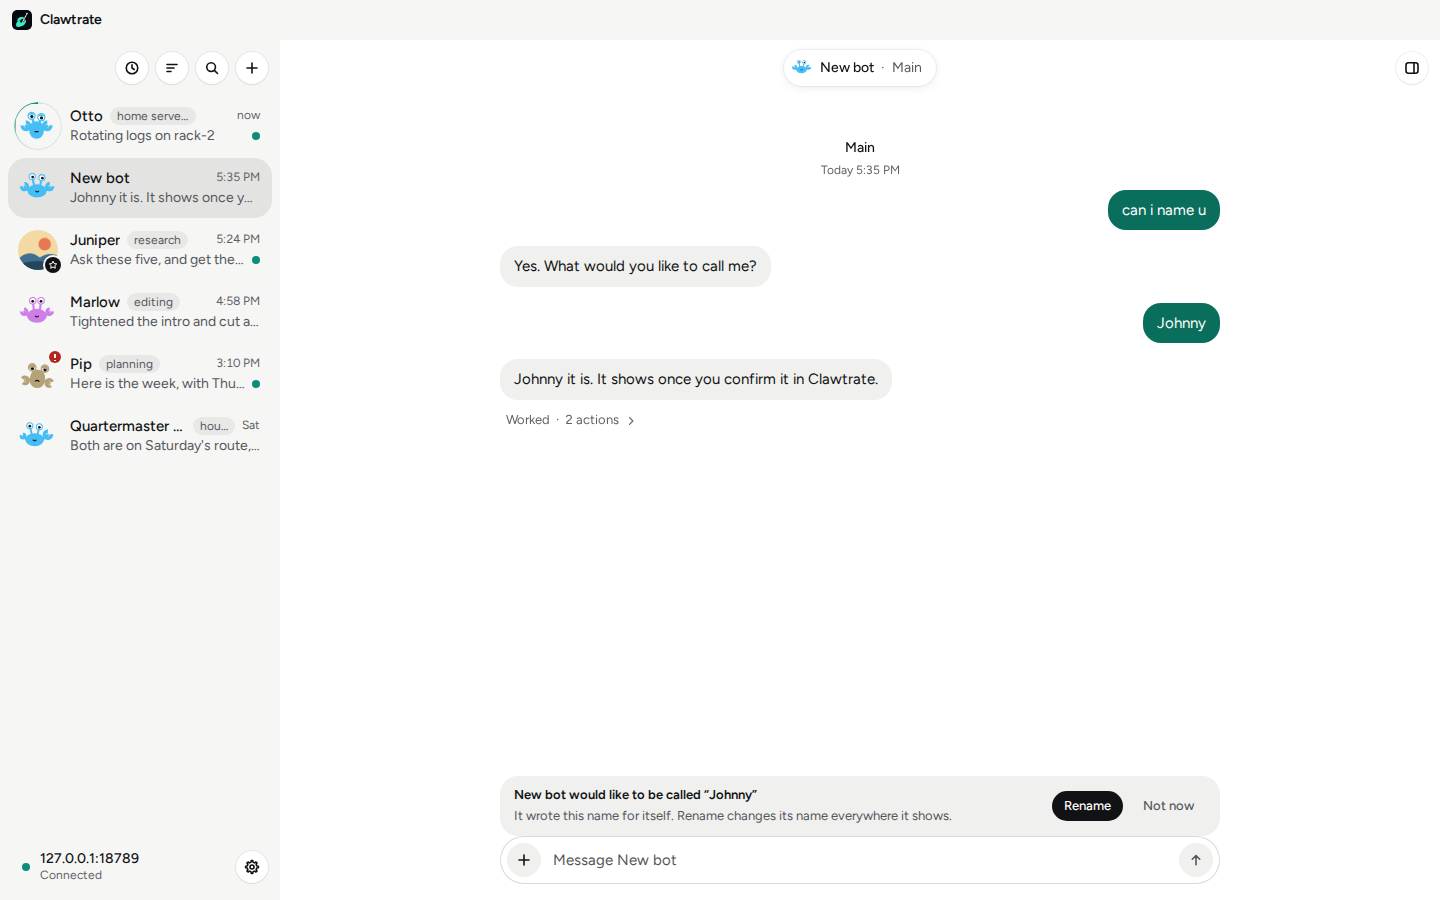 Clawtrate
Otto home serve... now
Rotating logs on rack-2
New bot 5:35 PM
Johnny it is. It shows once y...
Juniper research 5:24 PM
Ask these five, and get the...
Marlow editing 4:58 PM
Tightened the intro and cut a...
Pip planning 3:10 PM
Here is the week, with Thu...
Quartermaster ... hou... Sat
Both are on Saturday's route,...
127.0.0.1:18789
Connected
New bot · Main
Main
Today 5:35 PM
can i name u
Yes. What would you like to call me?
Johnny
Johnny it is. It shows once you confirm it in Clawtrate.
Worked · 2 actions
New bot would like to be called “Johnny”
It wrote this name for itself. Rename changes its name everywhere it shows.
Rename
Not now
Message New bot